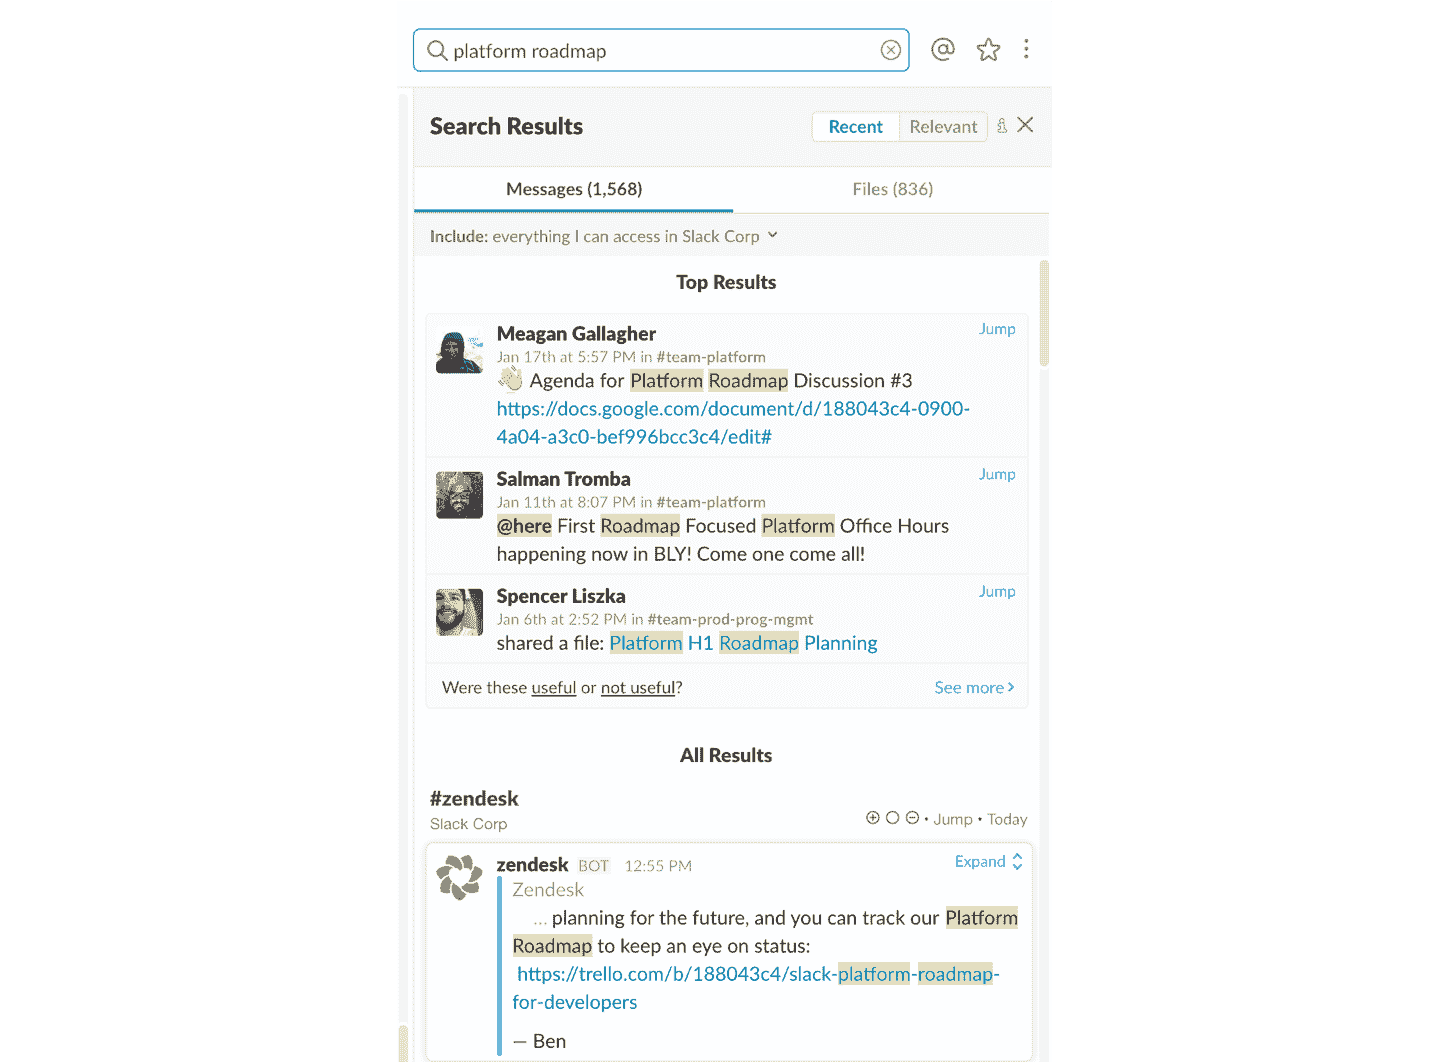 platform roadmap
Search Results
Recent
Relevant
Messages (1,568)
Files (836)
Include: everything I can access in Slack Corp
Top Results
Meagan Gallagher
Jump
Jan 17th at 5:57 PM in #team-platform
Agenda for Platform Roadmap Discussion #3
https://docs.google.com/document/d/188043c4-0900-
4a04-a3c0-bef996bcc3c4/edit#
Salman Tromba
Jump
Jan 11th at 8:07 PM in #team-platform
@here First Roadmap Focused Platform Office Hours
happening now in BLY! Come one come all!
Spencer Liszka
Jump
Jan 6th at 2:52 PM in #team-prod-prog-mgmt
shared a file: Platform H1 Roadmap Planning
Were these useful or not useful?
See more
All Results
#zendesk
Slack Corp
• Jump • Today
zendesk BOT 12:55 PM
Expand
Zendesk
... planning for the future, and you can track our Platform
Roadmap to keep an eye on status:
https://trello.com/b/188043c4/slack-platform-roadmap-
for-developers
— Ben